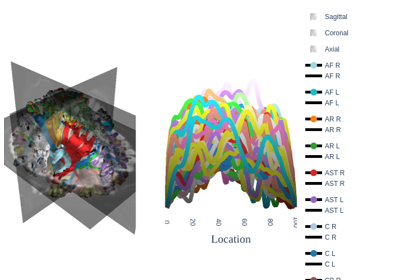 Sagittal
Coronal
Axial
AF R
AF R
AF L
AF L
AR R
AR R
AR L
AR L
AST R
AST R
AST L
AST L
C R
C R
C L
C L
0
20
40
60
80
Location